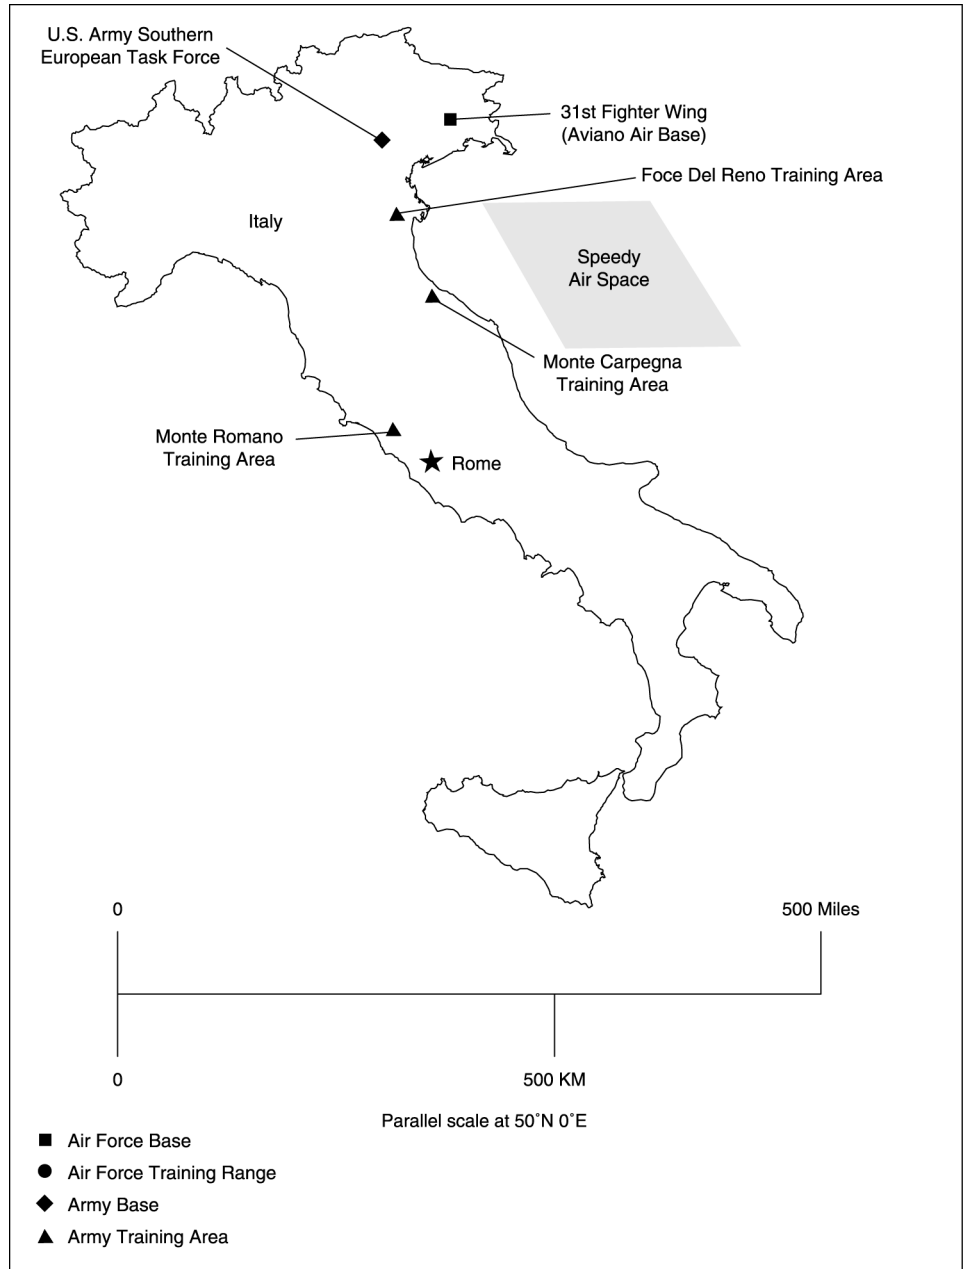 U.S. Army Southern
European Task Force
31st Fighter Wing
(Aviano Air Base)
Foce Del Reno Training Area
Italy
Speedy
Air Space
Monte Carpegna
Training Area
Monte Romano
Training Area
Rome
0
500 Miles
0
500 KM
Parallel scale at 50˚N 0˚E
Air Force Base
Air Force Training Range
Army Base
Army Training Area